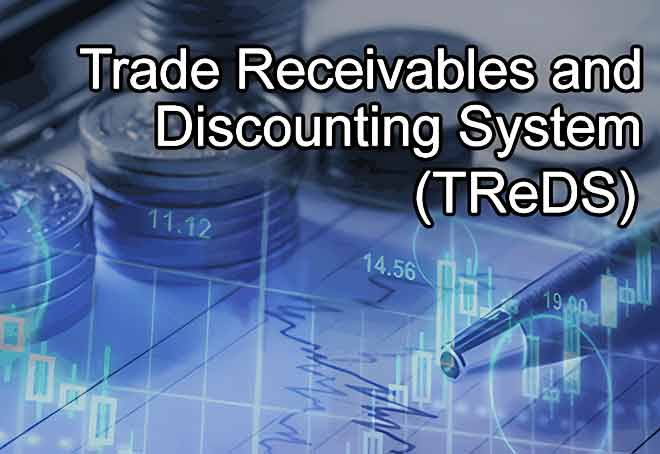 Trade Receivables and
Discounting System
(TReDS)
11.12
14.56
19.00